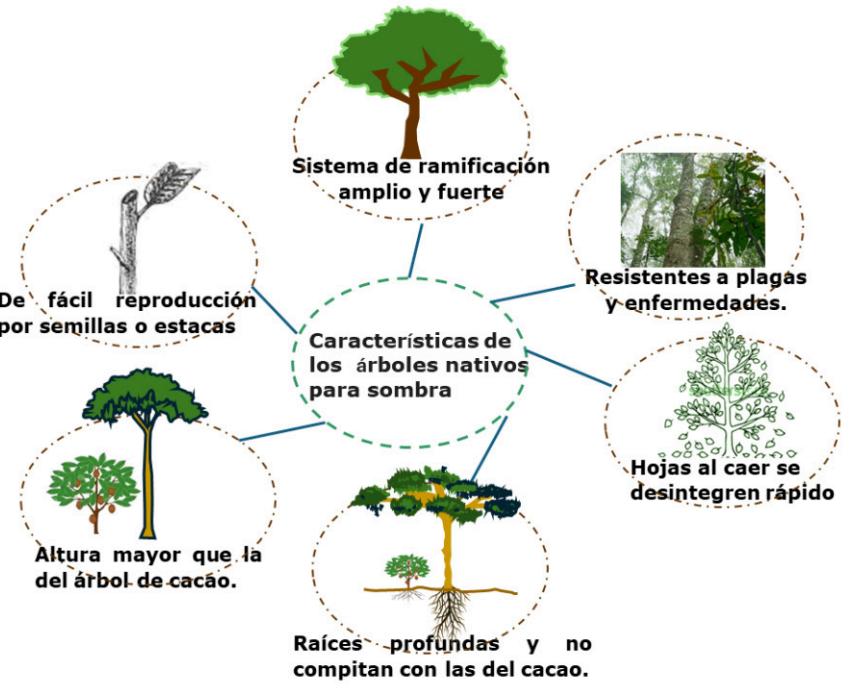 Sistema de ramificación
amplio y fuerte
Resistentes a plagas
y enfermedades.
De fácil reproducción
por semillas o estacas
Características de
los árboles nativos
para sombra
Hojas al caer se
desintegren rápido
Altura mayor que la
del árbol de cacao.
Raíces profundas y no
compitan con las del cacao.